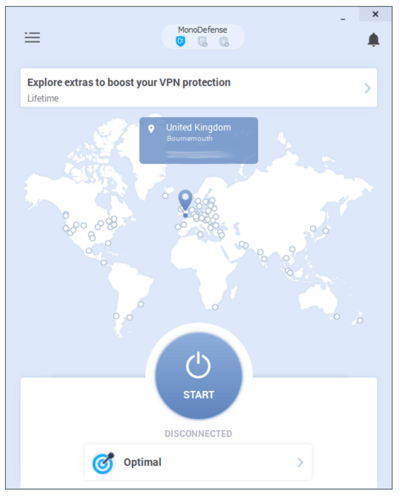 MonoDefense
Explore extras to boost your VPN protection
Lifetime
United Kingdom
Bournemouth
START
DISCONNECTED
Optimal